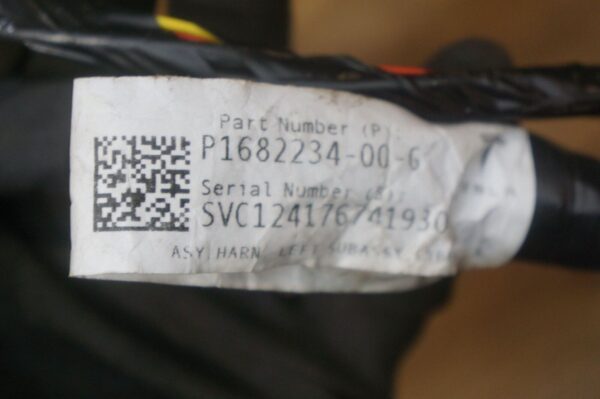 Part Number (P)
P1682234-00-G
Serial Number (S):
SVC124176741930
ASY, HARN, LEFT SUBASSY,